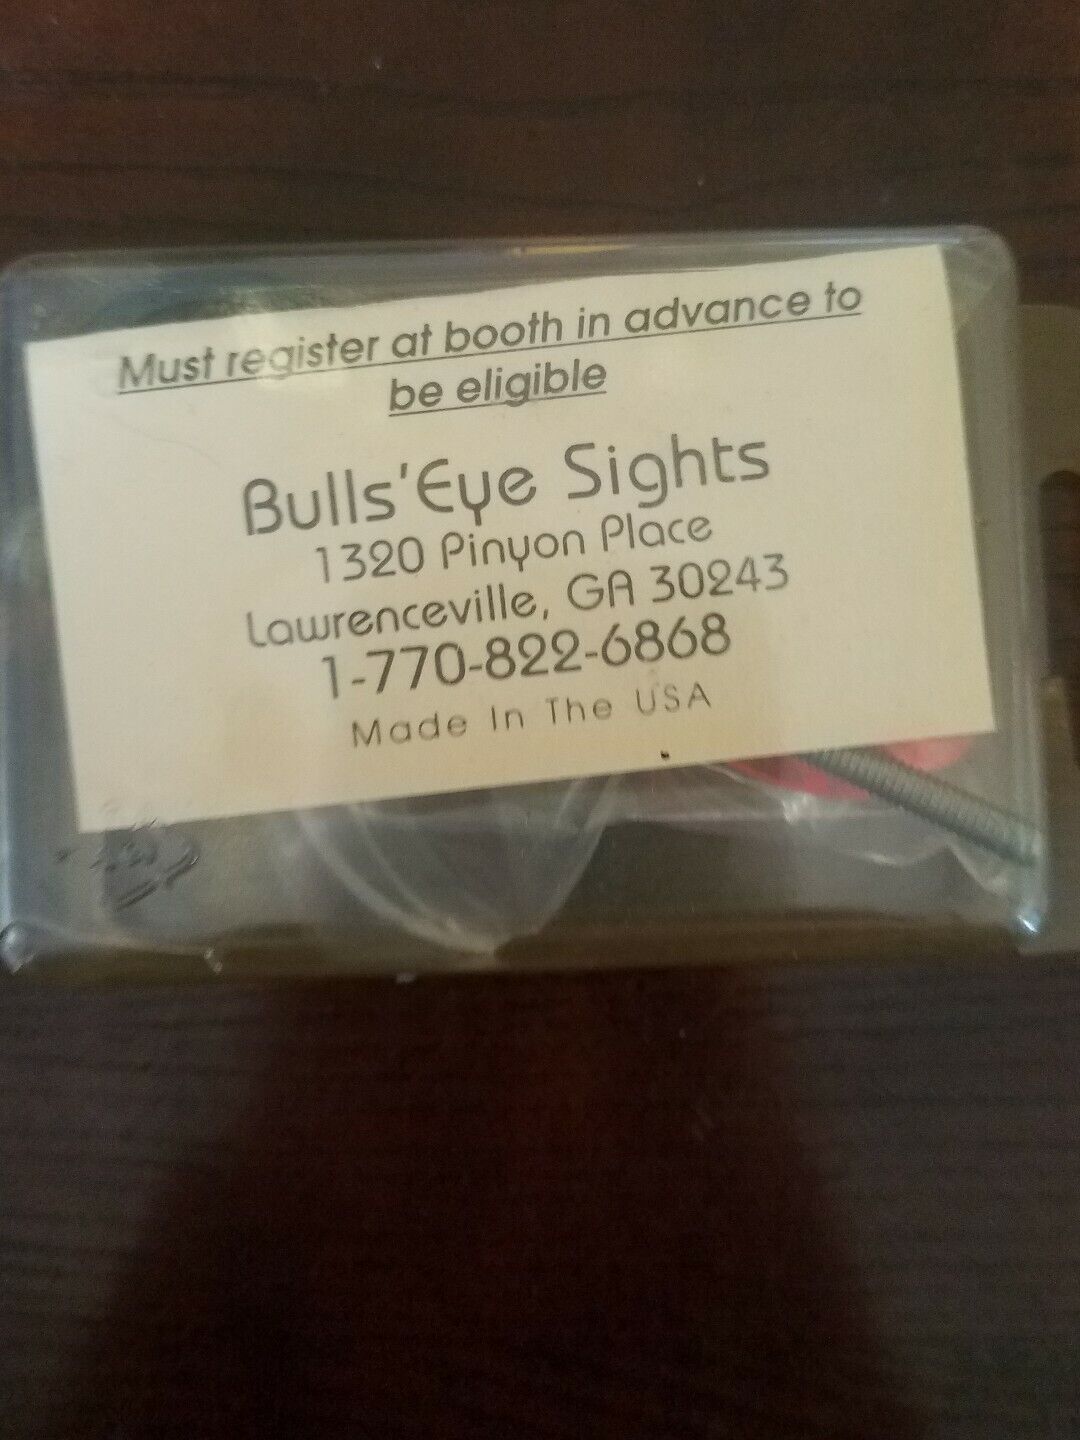 Must register at booth in advance to
be eligible
Bulls'Eye Sights
1320 Pinyon Place
Lawrenceville, GA 30243
1-770-822-6868
Made In The USA